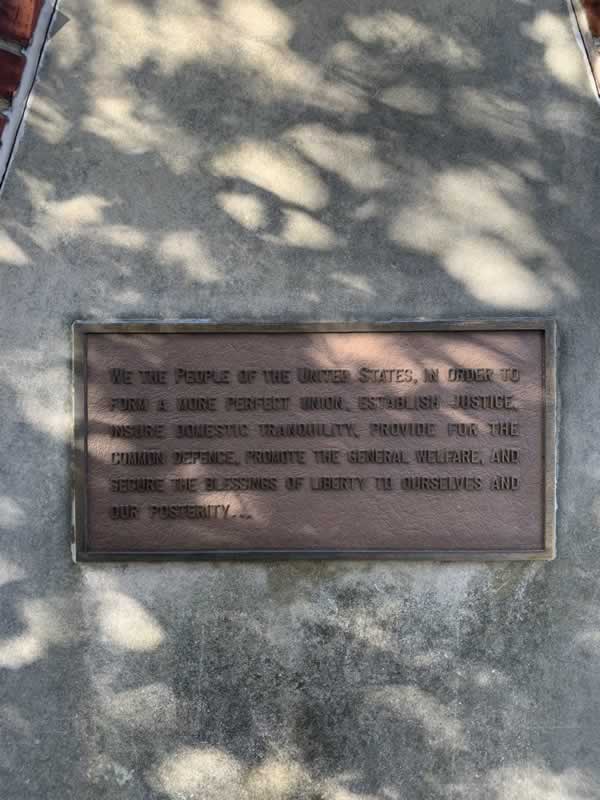 WE THE PEOPLE OF THE UNITED STATES, IN ORDER TO
FORM A MORE PERFECT UNION, ESTABLISH JUSTICE,
INSURE DOMESTIC TRANQUILITY, PROVIDE FOR THE
COMMON DEFENCE, PROMOTE THE GENERAL WELFARE, AND
SECURE THE BLESSINGS OF LIBERTY TO OURSELVES AND
OUR POSTERITY...